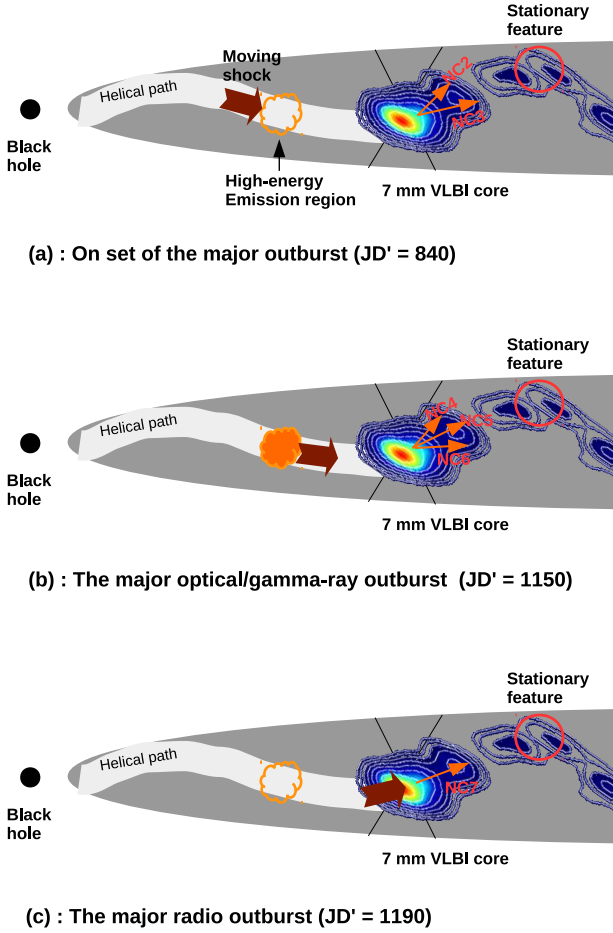 Stationary
feature
Moving
shock
NC2
Helical path
NC3
Black
hole
High-energy
Emission region
7 mm VLBI core
(a) : On set of the major outburst (JD' = 840)
Stationary
feature
NC4
Helical path
NC5
NC6
Black
hole
7 mm VLBI core
(b) : The major optical/gamma-ray outburst (JD' = 1150)
Stationary
feature
Helical path
NC7
Black
hole
7 mm VLBI core
(c) : The major radio outburst (JD' = 1190)